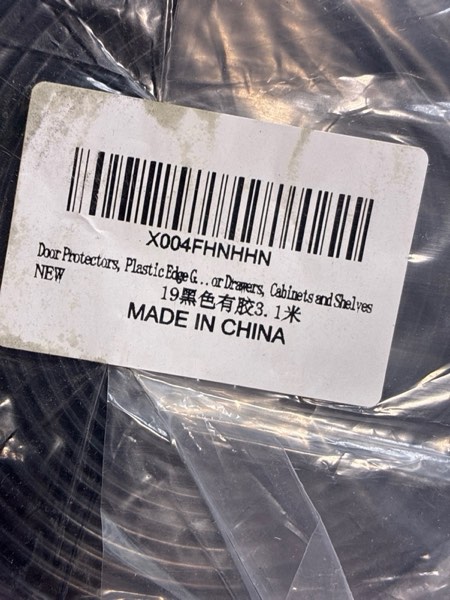 X004FHNHHN
Door Protectors, Plastic Edge G...or Drawers, Cabinets and Shelves
NEW
19黑色有胶3.1米
MADE IN CHINA